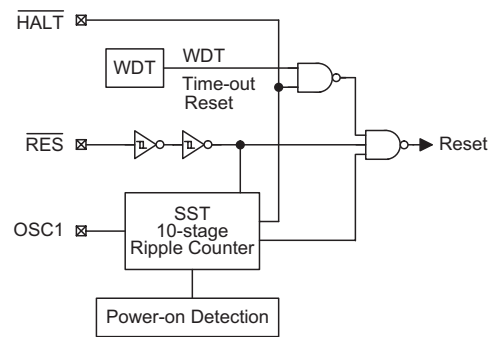 HALT
WDT
WDT
Time-out
Reset
RES
Reset
OSC1
SST
10-stage
Ripple Counter
Power-on Detection